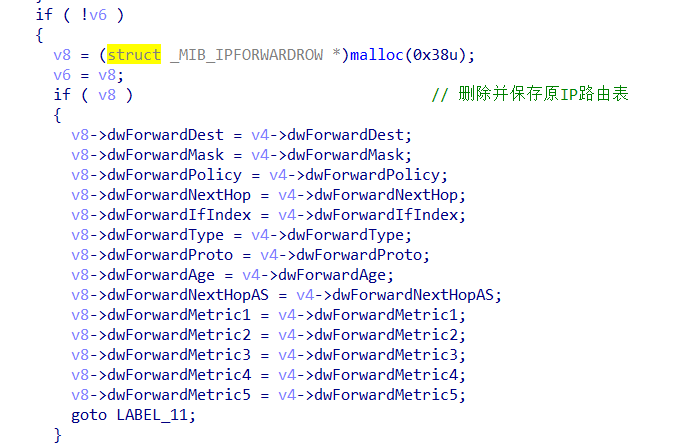 if ( !v6 )
{
v8 = (struct _MIB_IPFORWARDROW *)malloc(0x38u);
v6 = v8;
if ( v8 ) // 删除并保存原IP路由表
{
v8->dwForwardDest = v4->dwForwardDest;
v8->dwForwardMask = v4->dwForwardMask;
v8->dwForwardPolicy = v4->dwForwardPolicy;
v8->dwForwardNextHop = v4->dwForwardNextHop;
v8->dwForwardIfIndex = v4->dwForwardIfIndex;
v8->dwForwardType = v4->dwForwardType;
v8->dwForwardProto = v4->dwForwardProto;
v8->dwForwardAge = v4->dwForwardAge;
v8->dwForwardNextHopAS = v4->dwForwardNextHopAS;
v8->dwForwardMetric1 = v4->dwForwardMetric1;
v8->dwForwardMetric2 = v4->dwForwardMetric2;
v8->dwForwardMetric3 = v4->dwForwardMetric3;
v8->dwForwardMetric4 = v4->dwForwardMetric4;
v8->dwForwardMetric5 = v4->dwForwardMetric5;
goto LABEL_11;
}